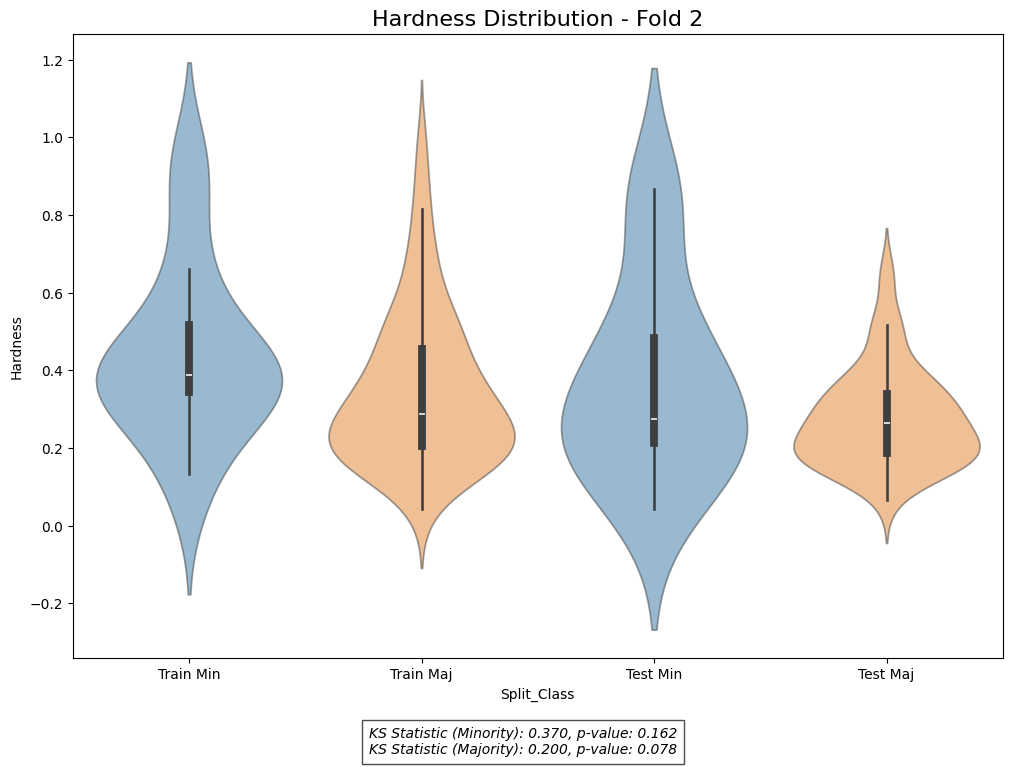 Hardness Distribution - Fold 2
1.2
1.0
0.8
0.6
0.4
0.2
0.0
−0.2
Hardness
Train Min
Train Maj
Test Min
Test Maj
Split_Class
KS Statistic (Minority): 0.370, p-value: 0.162
KS Statistic (Majority): 0.200, p-value: 0.078